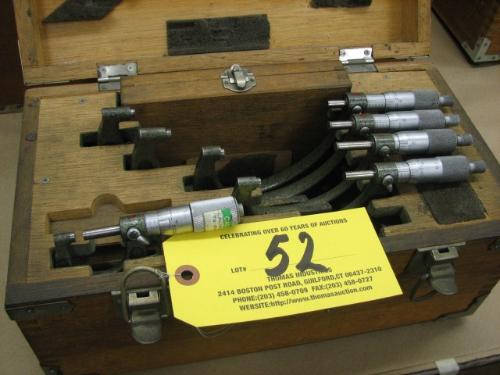 CELEBRATING OVER 60 YEARS OF AUCTIONS
LOT# 52
THOMAS INDUSTRIES
2414 BOSTON POST ROAD, GUILFORD, CT 06437-2310
PHONE:(203) 458-0709 FAX:(203) 458-0727
WEBSITE:http://www.thomasauction.com